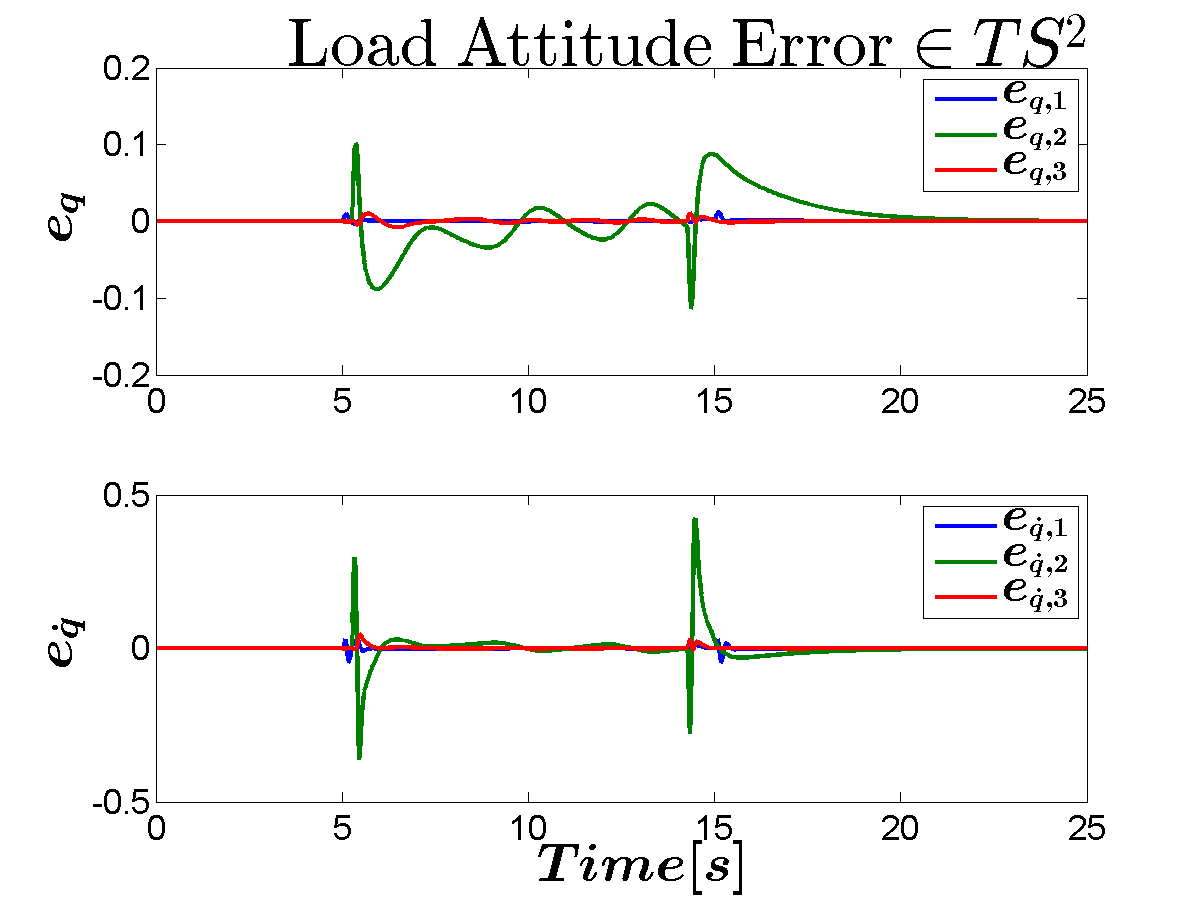 Load Attitude Error ∈ TS²
0.2
0.1
0
-0.1
-0.2
e_q
e_{q,1}
e_{q,2}
e_{q,3}
0 5 10 15 20 25
0.5
0
-0.5
e_{q̇}
e_{q̇,1}
e_{q̇,2}
e_{q̇,3}
0 5 10 15 20 25
Time[s]